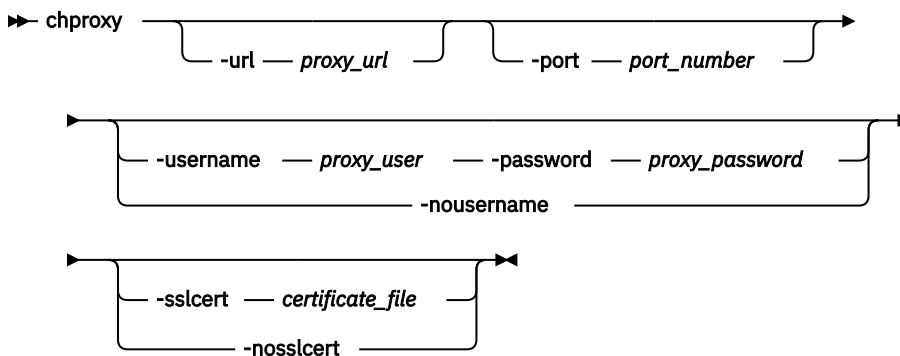 chproxy
-url proxy_url -port port_number
-username proxy_user -password proxy_password
-nousername
-sslcert certificate_file
-nosslcert